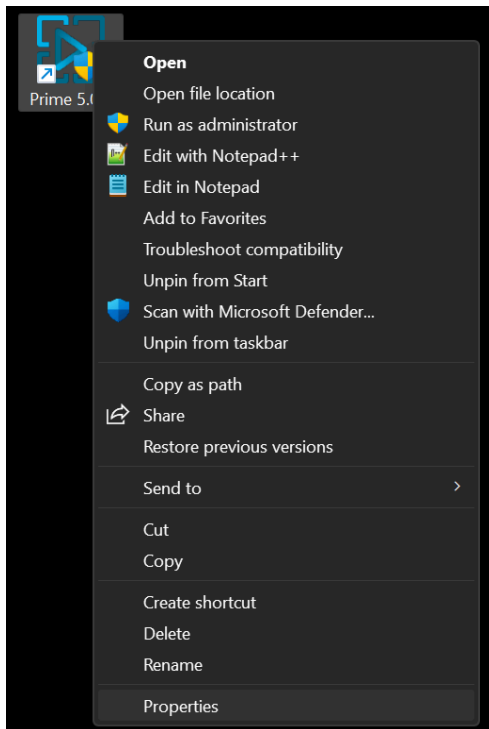 Prime 5.0
Open
Open file location
Run as administrator
Edit with Notepad++
Edit in Notepad
Add to Favorites
Troubleshoot compatibility
Unpin from Start
Scan with Microsoft Defender...
Unpin from taskbar
Copy as path
Share
Restore previous versions
Send to
Cut
Copy
Create shortcut
Delete
Rename
Properties